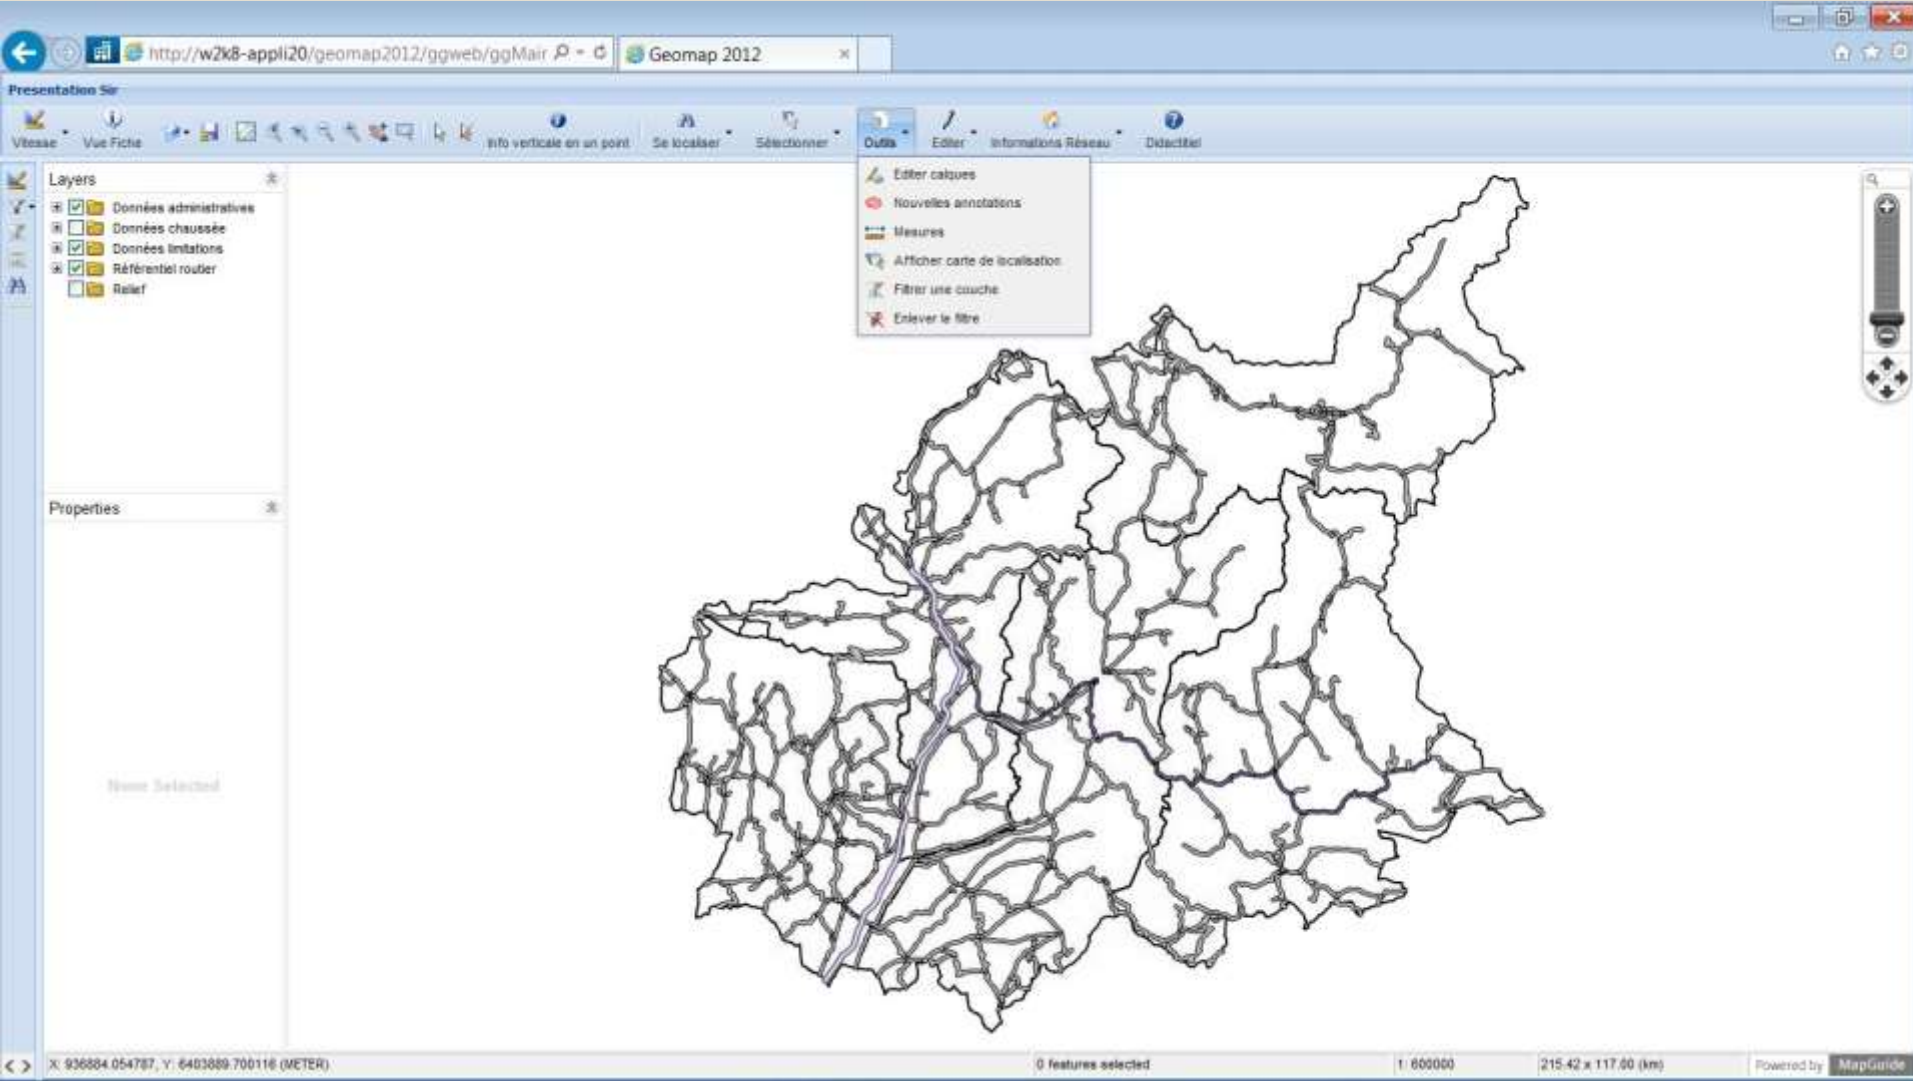 http://w2k8-appli20/geomap2012/ggweb/ggMair
Geomap 2012
Presentation Sir
Vitesse
Vue Fiche
Info verticale en un point
Se localiser
Sélectionner
Outils
Editer
Informations Réseau
Didactitiel
Layers
Données administratives
Données chaussée
Données limitations
Référentiel routier
Relief
Editer calques
Nouvelles annotations
Mesures
Afficher carte de localisation
Filtrer une couche
Enlever le filtre
Properties
None Selected
X: 936884.054787, Y: 6403889.700116 (METER)
0 features selected
1: 600000
215.42 x 117.00 (km)
Powered by MapGuide